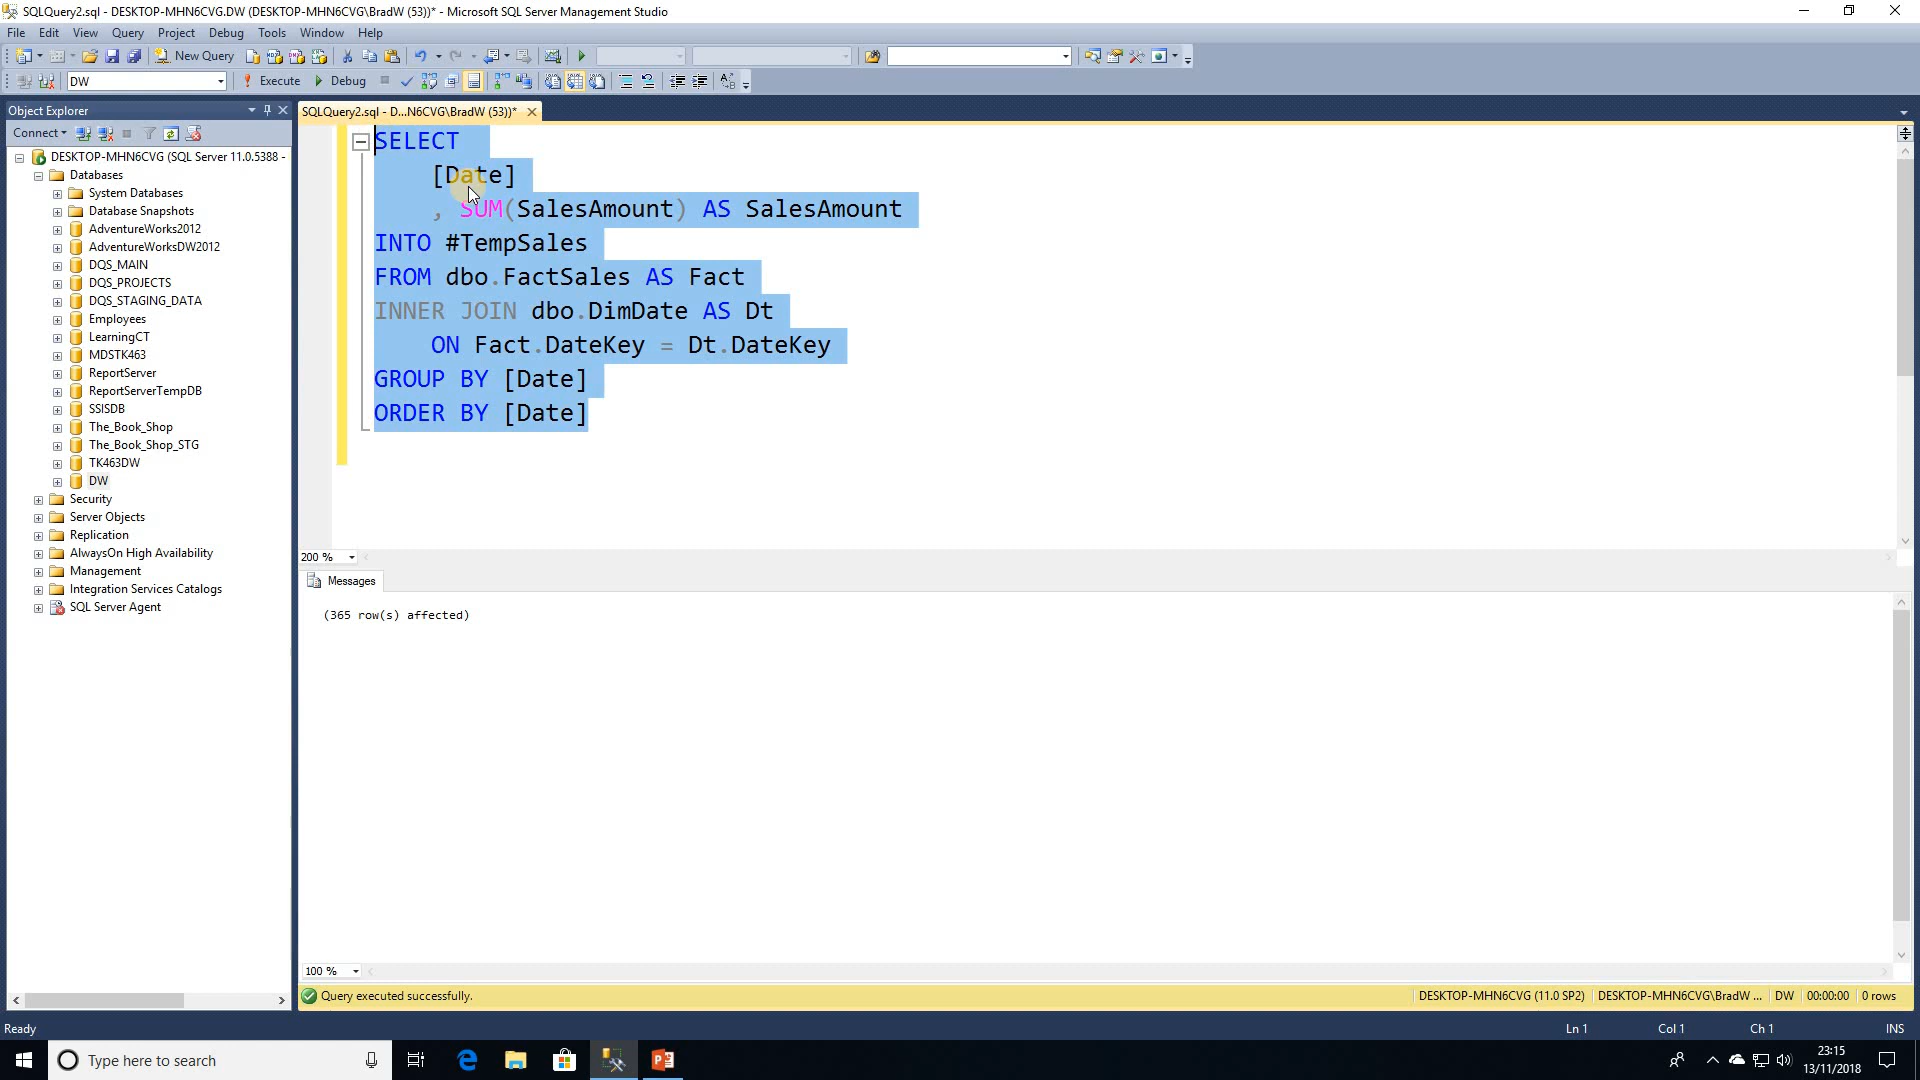 SQLQuery2.sql - DESKTOP-MHN6CVG.DW (DESKTOP-MHN6CVG\BradW (53))* - Microsoft SQL Server Management Studio
File Edit View Query Project Debug Tools Window Help
New Query
DW Execute Debug
Object Explorer
Connect
DESKTOP-MHN6CVG (SQL Server 11.0.5388 -
Databases
System Databases
Database Snapshots
AdventureWorks2012
AdventureWorksDW2012
DQS_MAIN
DQS_PROJECTS
DQS_STAGING_DATA
Employees
LearningCT
MDSTK463
ReportServer
ReportServerTempDB
SSISDB
The_Book_Shop
The_Book_Shop_STG
TK463DW
DW
Security
Server Objects
Replication
AlwaysOn High Availability
Management
Integration Services Catalogs
SQL Server Agent
SQLQuery2.sql - D...N6CVG\BradW (53))*
SELECT
[Date]
, SUM(SalesAmount) AS SalesAmount
INTO #TempSales
FROM dbo.FactSales AS Fact
INNER JOIN dbo.DimDate AS Dt
ON Fact.DateKey = Dt.DateKey
GROUP BY [Date]
ORDER BY [Date]
200 %
Messages
(365 row(s) affected)
100 %
Query executed successfully. DESKTOP-MHN6CVG (11.0 SP2) DESKTOP-MHN6CVG\BradW ... DW 00:00:00 0 rows
Ready Ln 1 Col 1 Ch 1 INS
Type here to search
23:15
13/11/2018